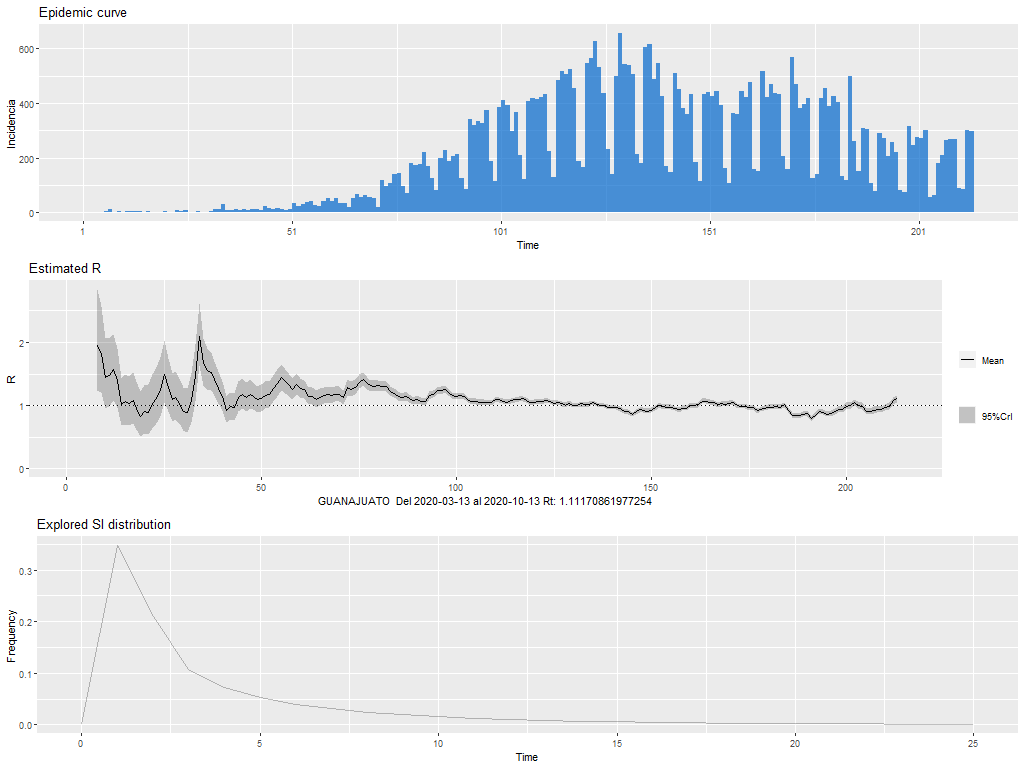 Epidemic curve
Incidencia
600
400
200
0
1 51 101 151 201
Time
Estimated R
R
2
1
0
0 50 100 150 200
Mean
95%CrI
GUANAJUATO Del 2020-03-13 al 2020-10-13 Rt: 1.11170861977254
Explored SI distribution
Frequency
0.3
0.2
0.1
0.0
0 5 10 15 20 25
Time